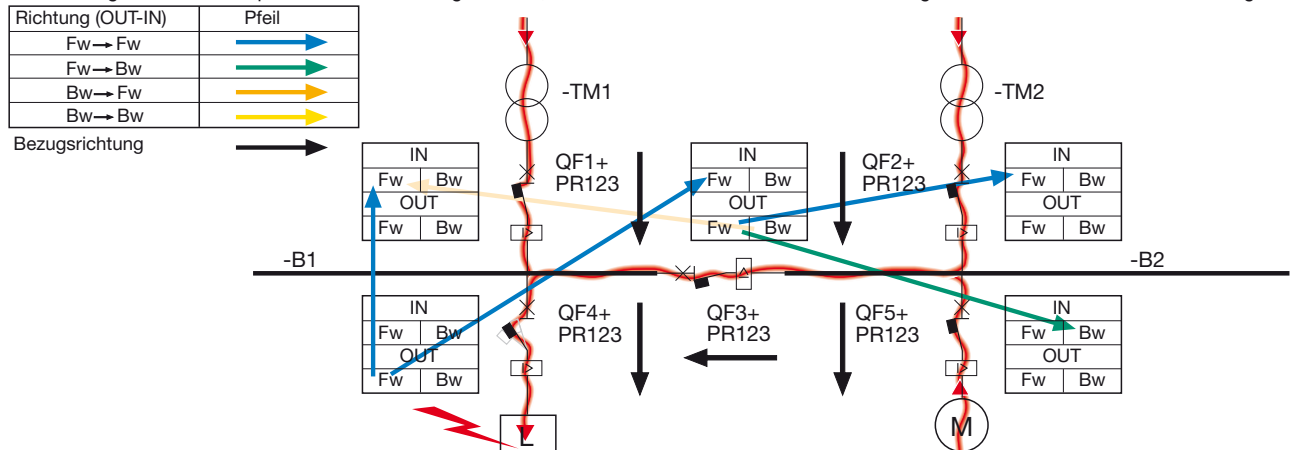 Richtung (OUT-IN) Pfeil
Fw→Fw
Fw→Bw
Bw→Fw
Bw→Bw
Bezugsrichtung
-TM1
-TM2
IN
Fw Bw
OUT
Fw Bw
QF1+
PR123
IN
Fw Bw
OUT
Fw Bw
QF2+
PR123
IN
Fw Bw
OUT
Fw Bw
-B1
-B2
IN
Fw Bw
OUT
Fw Bw
QF4+
PR123
QF3+
PR123
QF5+
PR123
IN
Fw Bw
OUT
Fw Bw
L
M